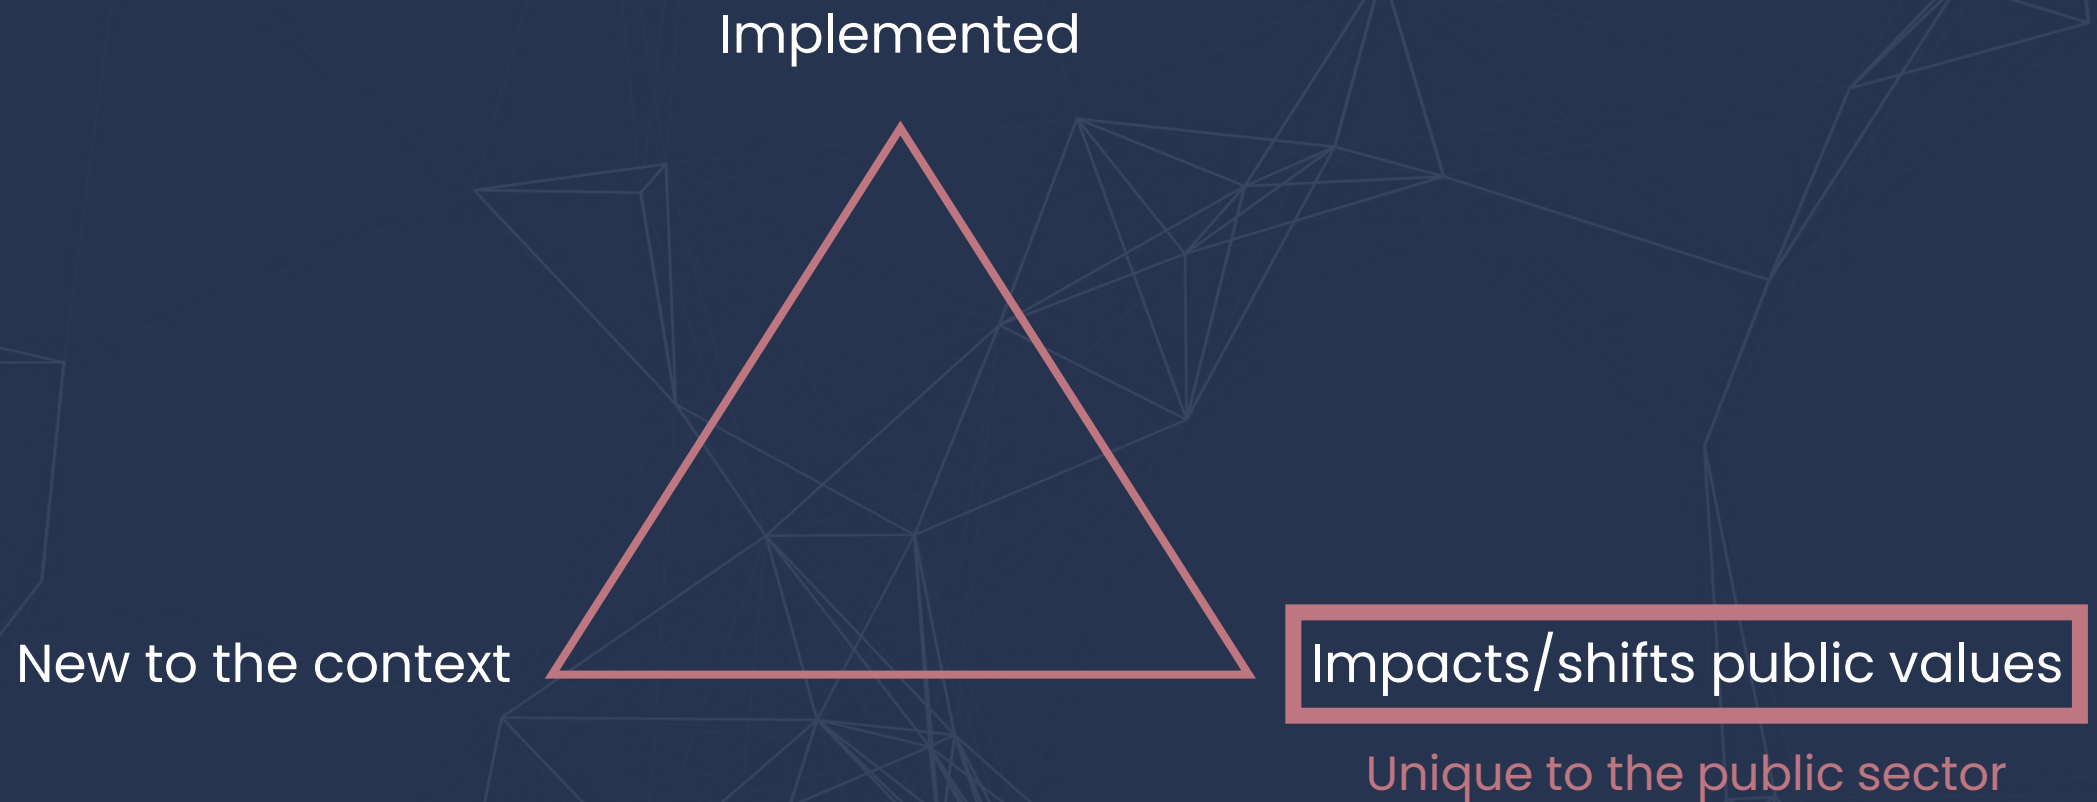 Implemented
New to the context
Impacts/shifts public values
Unique to the public sector